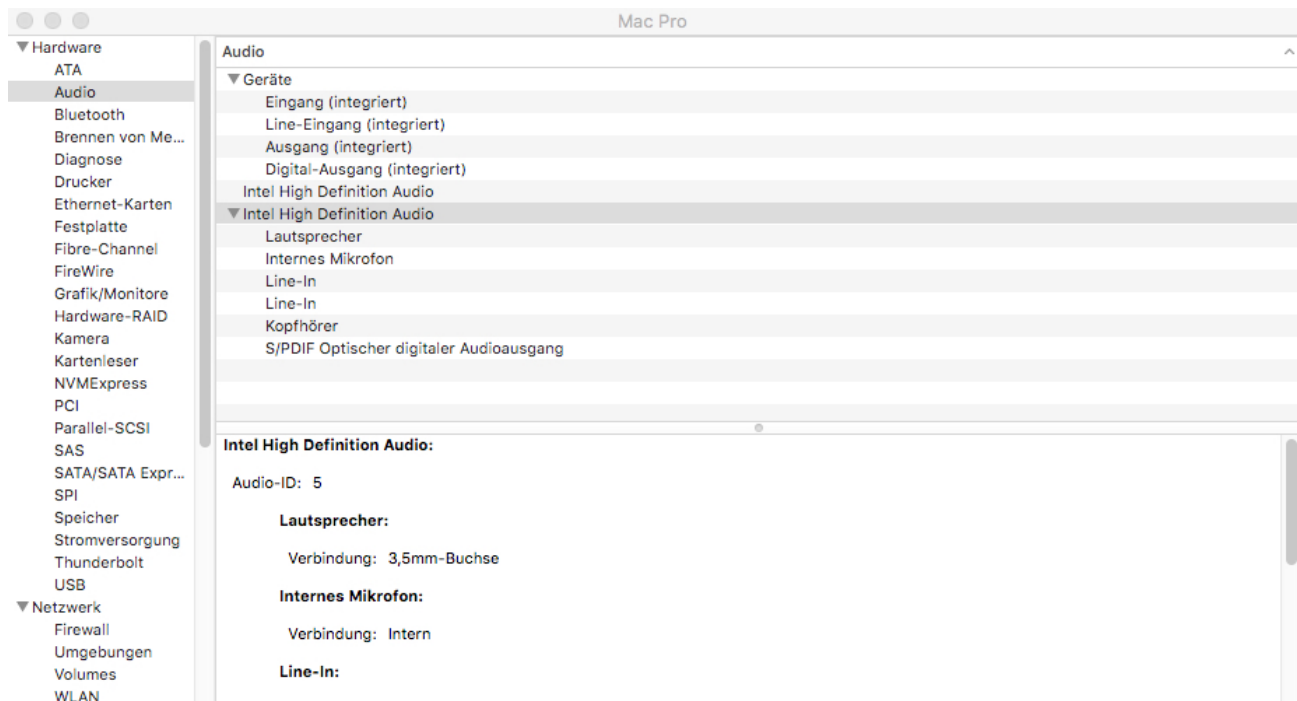 Mac Pro
Hardware
ATA
Audio
Bluetooth
Brennen von Me...
Diagnose
Drucker
Ethernet-Karten
Festplatte
Fibre-Channel
FireWire
Grafik/Monitore
Hardware-RAID
Kamera
Kartenleser
NVMExpress
PCI
Parallel-SCSI
SAS
SATA/SATA Expr...
SPI
Speicher
Stromversorgung
Thunderbolt
USB
Netzwerk
Firewall
Umgebungen
Volumes
WLAN
Audio
Geräte
Eingang (integriert)
Line-Eingang (integriert)
Ausgang (integriert)
Digital-Ausgang (integriert)
Intel High Definition Audio
Intel High Definition Audio
Lautsprecher
Internes Mikrofon
Line-In
Line-In
Kopfhörer
S/PDIF Optischer digitaler Audioausgang
Intel High Definition Audio:
Audio-ID: 5
Lautsprecher:
Verbindung: 3,5mm-Buchse
Internes Mikrofon:
Verbindung: Intern
Line-In: